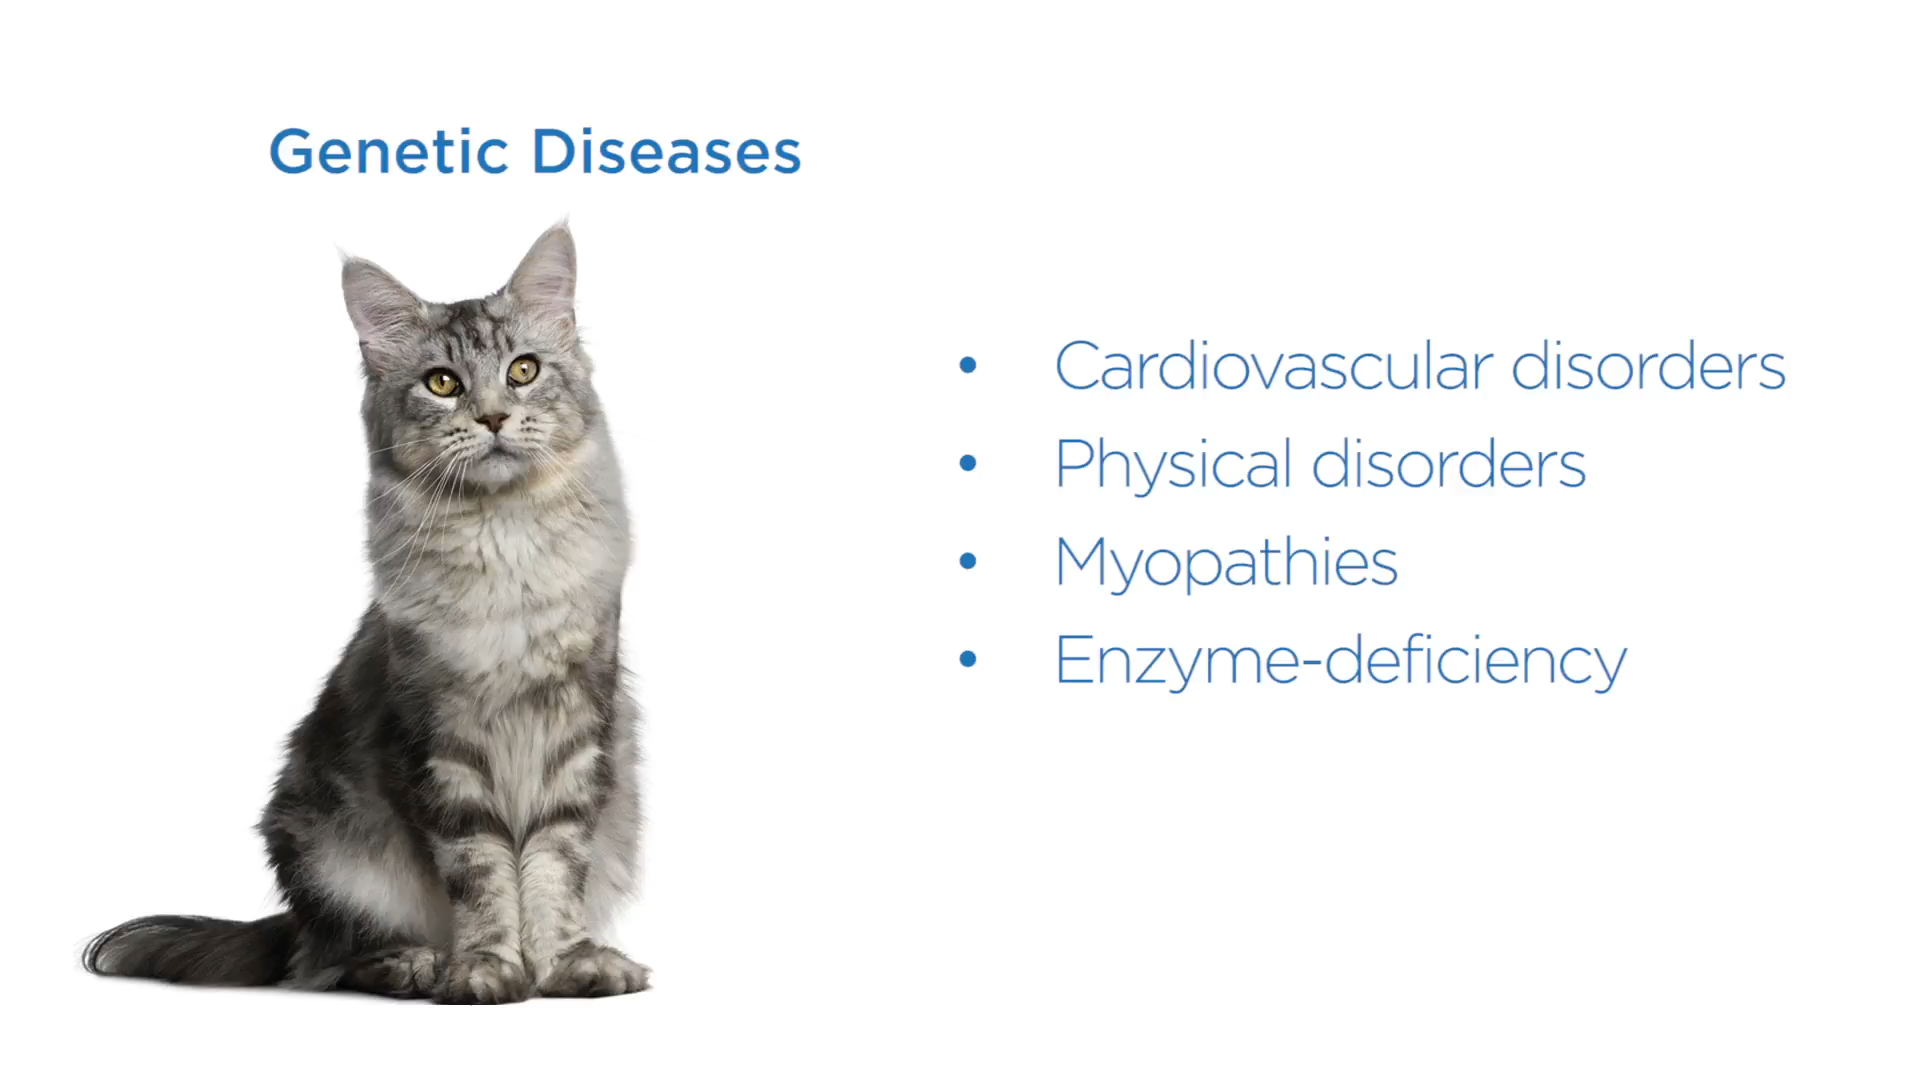 Genetic Diseases
• Cardiovascular disorders
• Physical disorders
• Myopathies
• Enzyme-deficiency